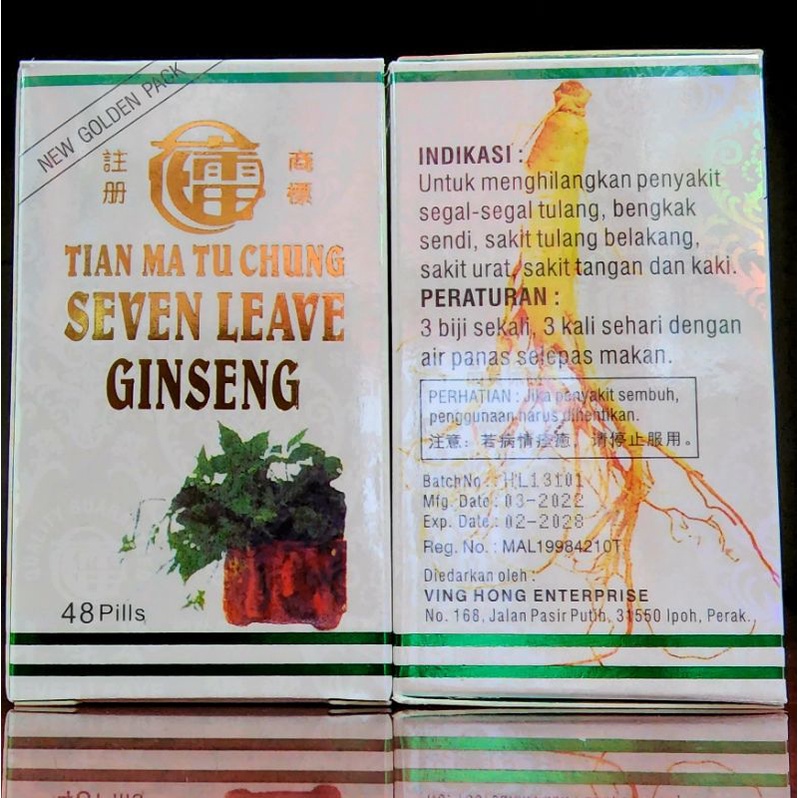 NEW GOLDEN PACK
註册
商標
TIAN MA TU CHUNG
SEVEN LEAVE
GINSENG
48 Pills
INDIKASI :
Untuk menghilangkan penyakit
segal-segal tulang, bengkak
sendi, sakit tulang belakang,
sakit urat, sakit tangan dan kaki.
PERATURAN :
3 biji sekali, 3 kali sehari dengan
air panas selepas makan.
PERHATIAN : Jika penyakit sembuh,
penggunaan harus dihentikan.
注意：若病情痊癒，請停止服用。
Batch No. : HL13101
Mfg. Date : 03-2022
Exp. Date : 02-2028
Reg. No. : MAL19984210T
Diedarkan oleh :
VING HONG ENTERPRISE
No. 168, Jalan Pasir Putih, 31550 Ipoh, Perak.